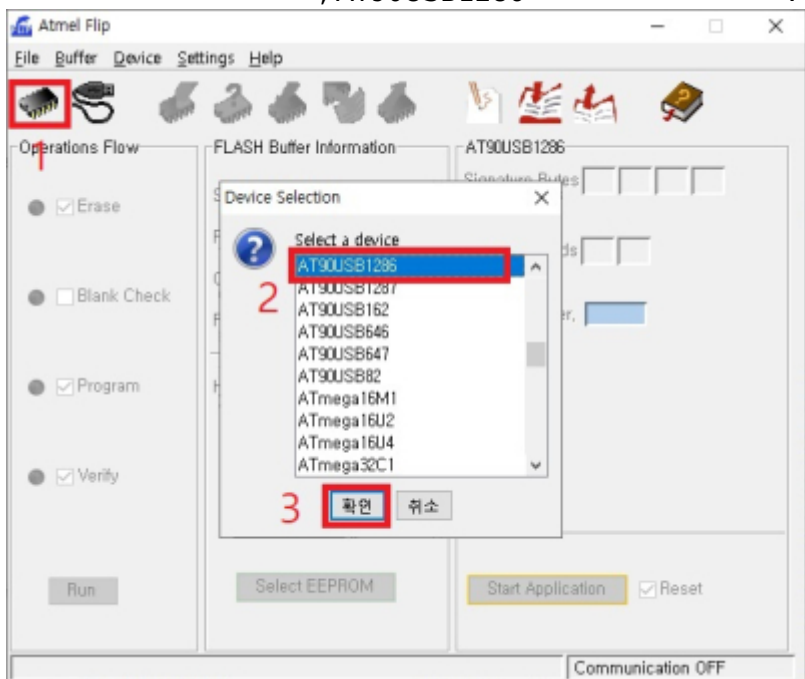 Atmel Flip
File Buffer Device Settings Help
1
Operations Flow
FLASH Buffer Information
AT90USB1286
Signature Bytes
Erase
Device Selection
Select a device
AT90USB1286
2
AT90USB1287
AT90USB162
AT90USB646
AT90USB647
AT90USB82
ATmega16M1
ATmega16U2
ATmega16U4
ATmega32C1
Blank Check
Program
Verify
3
확인
취소
Run
Select EEPROM
Start Application
Reset
Communication OFF